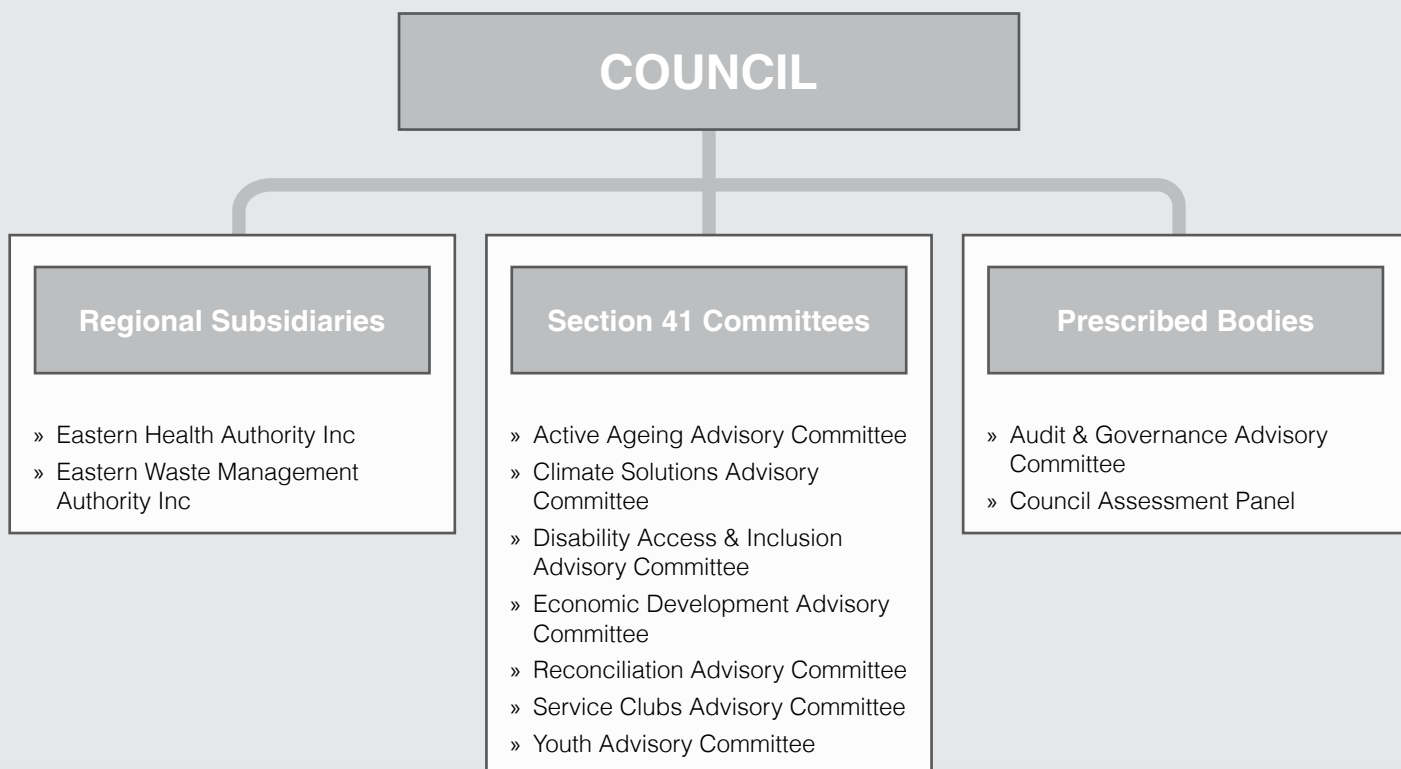 COUNCIL
Regional Subsidiaries
» Eastern Health Authority Inc
» Eastern Waste Management
Authority Inc
Section 41 Committees
» Active Ageing Advisory Committee
» Climate Solutions Advisory
Committee
» Disability Access & Inclusion
Advisory Committee
» Economic Development Advisory
Committee
» Reconciliation Advisory Committee
» Service Clubs Advisory Committee
» Youth Advisory Committee
Prescribed Bodies
» Audit & Governance Advisory
Committee
» Council Assessment Panel